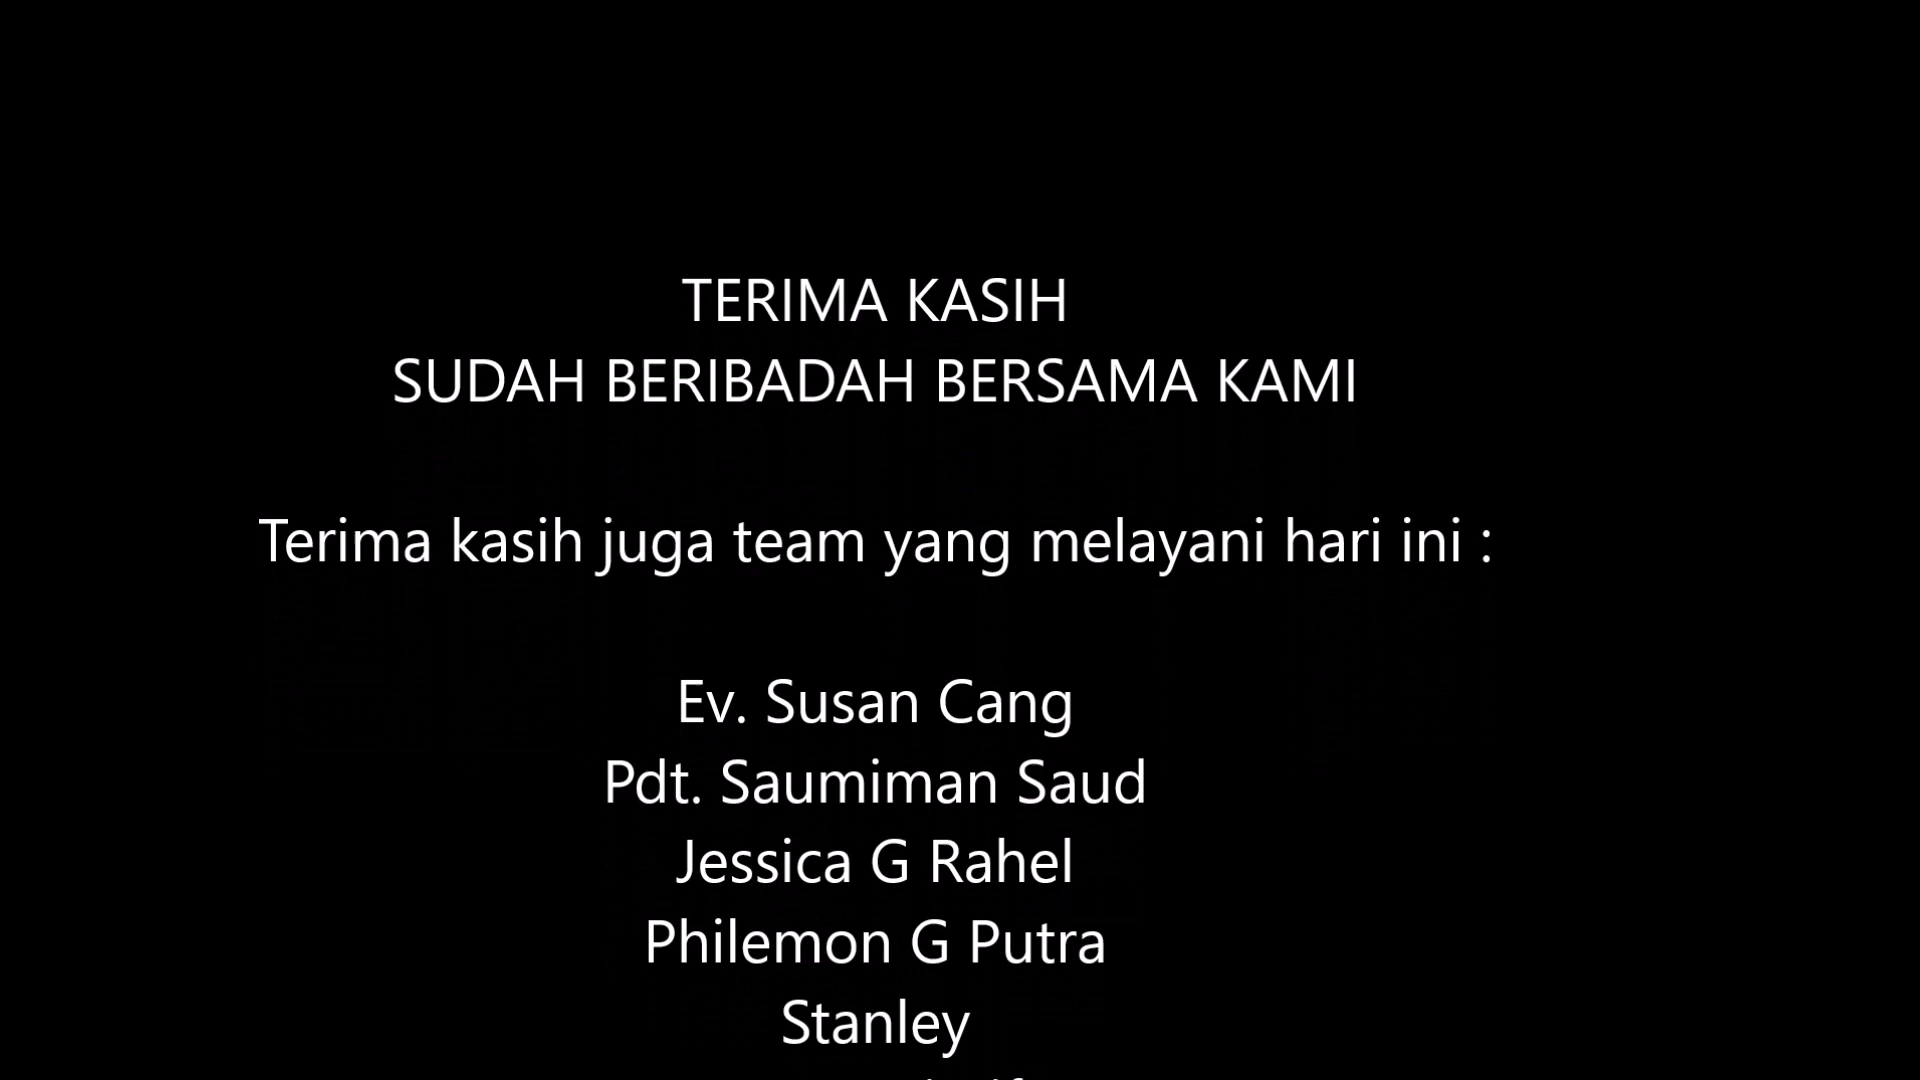 TERIMA KASIH
SUDAH BERIBADAH BERSAMA KAMI
Terima kasih juga team yang melayani hari ini :
Ev. Susan Cang
Pdt. Saumiman Saud
Jessica G Rahel
Philemon G Putra
Stanley